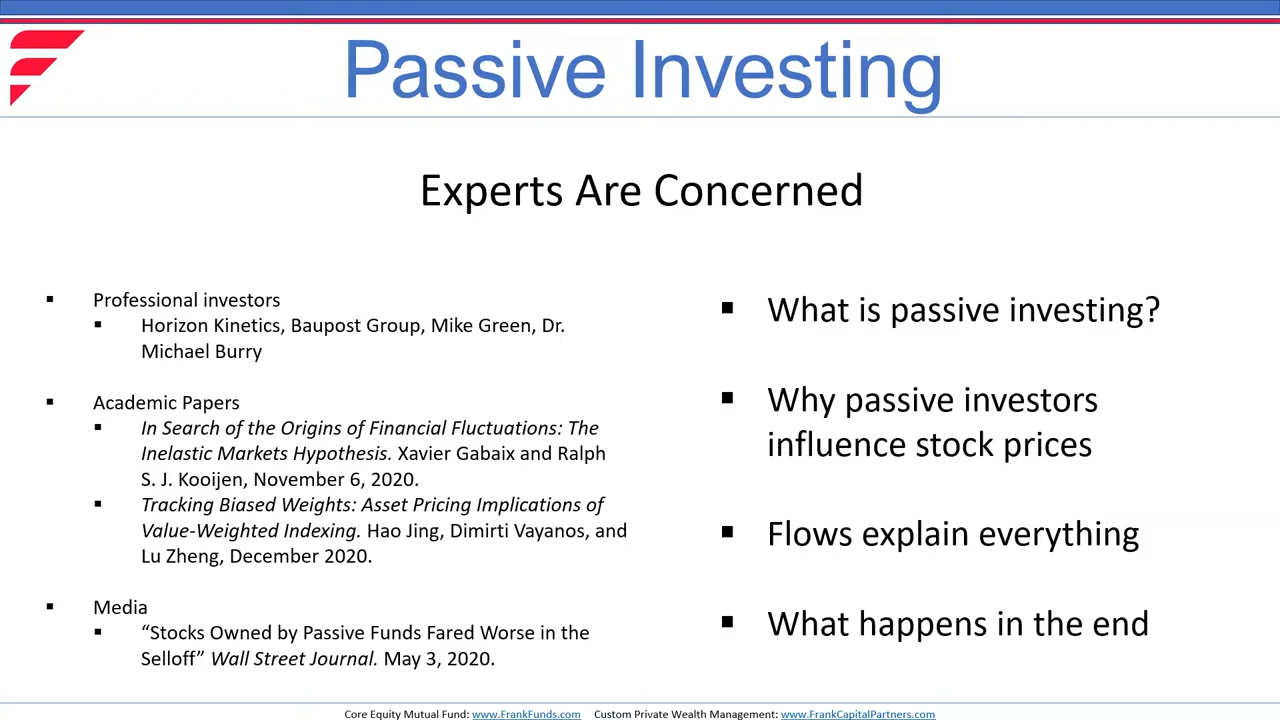 Passive Investing
Experts Are Concerned
▪ Professional investors
▪ Horizon Kinetics, Baupost Group, Mike Green, Dr.
Michael Burry
▪ Academic Papers
▪ In Search of the Origins of Financial Fluctuations: The
Inelastic Markets Hypothesis. Xavier Gabaix and Ralph
S. J. Kooijen, November 6, 2020.
▪ Tracking Biased Weights: Asset Pricing Implications of
Value-Weighted Indexing. Hao Jing, Dimirti Vayanos, and
Lu Zheng, December 2020.
▪ Media
▪ “Stocks Owned by Passive Funds Fared Worse in the
Selloff” Wall Street Journal. May 3, 2020.
▪ What is passive investing?
▪ Why passive investors
influence stock prices
▪ Flows explain everything
▪ What happens in the end
Core Equity Mutual Fund: www.FrankFunds.com Custom Private Wealth Management: www.FrankCapitalPartners.com